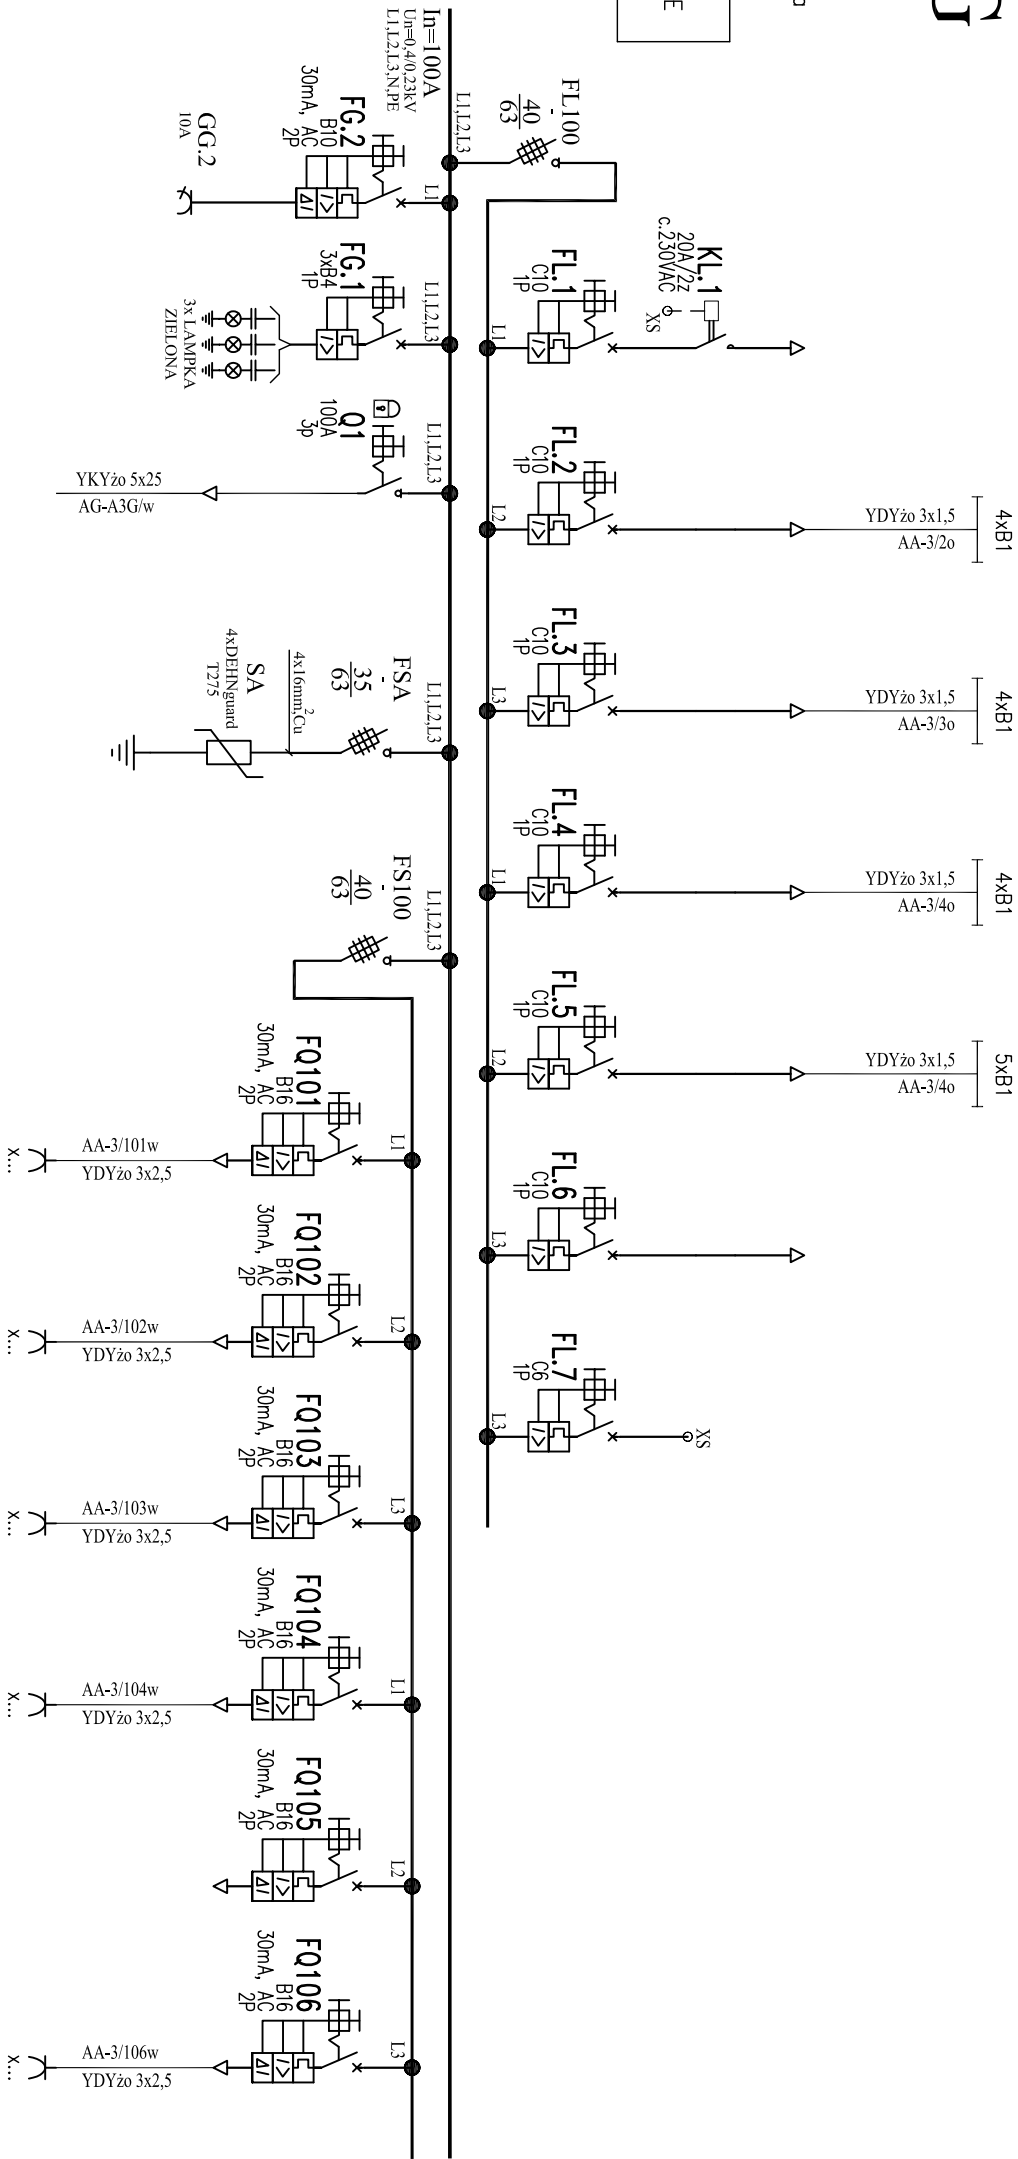 In=100A
Un=0,4/0,23kV
L1,L2,L3,N,PE
FL100
40
63
L1,L2,L3
KL.1
20A/2z
c.230VAC
XS
FL.1
C10
1P
L1
FL.2
C10
1P
L2
YDYżo 3x1,5
AA-3/2o
4xB1
FL.3
C10
1P
L3
YDYżo 3x1,5
AA-3/3o
4xB1
FL.4
C10
1P
L1
YDYżo 3x1,5
AA-3/4o
4xB1
FL.5
C10
1P
L2
YDYżo 3x1,5
AA-3/4o
5xB1
FL.6
C10
1P
L3
FL.7
C6
1P
L3
XS
FG.2
B10
30mA, AC
2P
L1
GG.2
10A
FG.1
3xB4
1P
L1,L2,L3
3x LAMPKA
ZIELONA
Q1
100A
3p
L1,L2,L3
YKYżo 5x25
AG-A3G/w
FSA
35
63
L1,L2,L3
4x16mm²,Cu
SA
4xDEHNguard
T275
FS100
40
63
L1,L2,L3
FQ101
B16
30mA, AC
2P
L1
AA-3/101w
YDYżo 3x2,5
x...
FQ102
B16
30mA, AC
2P
L2
AA-3/102w
YDYżo 3x2,5
x...
FQ103
B16
30mA, AC
2P
L3
AA-3/103w
YDYżo 3x2,5
x...
FQ104
B16
30mA, AC
2P
L1
AA-3/104w
YDYżo 3x2,5
x...
FQ105
B16
30mA, AC
2P
L2
FQ106
B16
30mA, AC
2P
L3
AA-3/106w
YDYżo 3x2,5
x...